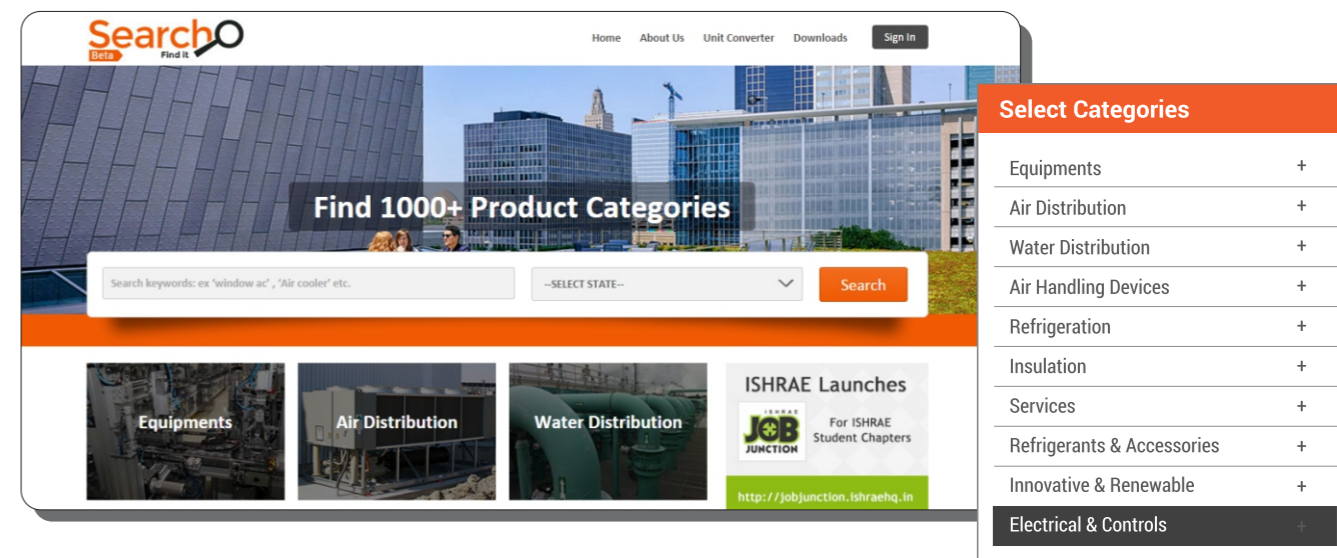 SearchO
Beta
Find it
Home About Us Unit Converter Downloads Sign In
Find 1000+ Product Categories
Search keywords: ex 'window ac' , 'Air cooler' etc.
--SELECT STATE--
Search
Equipments
Air Distribution
Water Distribution
ISHRAE Launches
ISHRAE
JOB
JUNCTION
For ISHRAE
Student Chapters
http://jobjunction.ishraehq.in
Select Categories
Equipments +
Air Distribution +
Water Distribution +
Air Handling Devices +
Refrigeration +
Insulation +
Services +
Refrigerants & Accessories +
Innovative & Renewable +
Electrical & Controls +